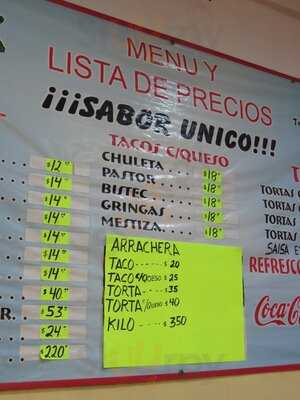 MENU Y
LISTA DE PRECIOS
¡¡¡SABOR UNICO!!!
TACOS C/QUESO
CHULETA $18
PASTOR $18
BISTEC $18
GRINGAS $18
MESTIZA $18
$12
$14
$14
$14
$14
$14
$40
R. $53
$24
$220
ARRACHERA
TACO ---- $20
TACO C/QUESO. $25
TORTA ---- $35
TORTA C/QUESO $40
KILO ---- $350
TORTAS
TORTAS
TORTAS
TORTAS
SALSA
REFRESCO
Coca-Co